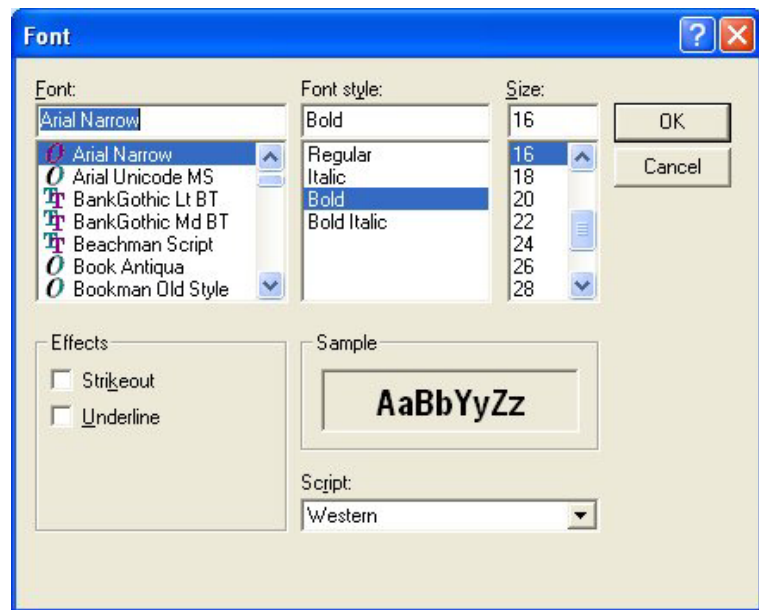 Font
Font:
Arial Narrow
Arial Narrow
Arial Unicode MS
BankGothic Lt BT
BankGothic Md BT
Beachman Script
Book Antiqua
Bookman Old Style
Font style:
Bold
Regular
Italic
Bold
Bold Italic
Size:
16
16
18
20
22
24
26
28
OK
Cancel
Effects
Strikeout
Underline
Sample
AaBbYyZz
Script:
Western